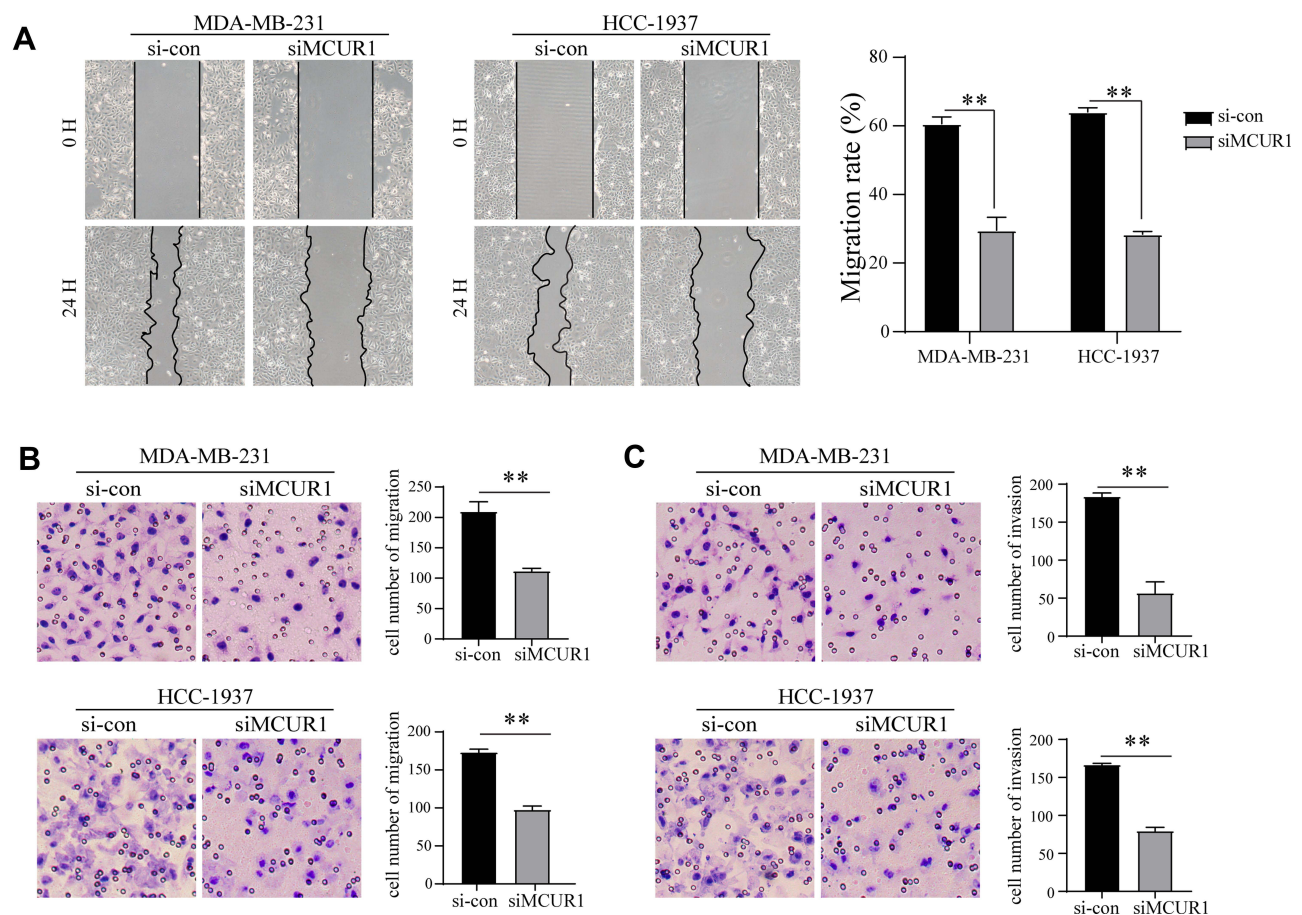 A
MDA-MB-231
HCC-1937
si-con
siMCUR1
si-con
siMCUR1
0 H
24 H
0 H
24 H
Migration rate (%)
80
60
40
20
0
**
**
MDA-MB-231
HCC-1937
si-con
siMCUR1
B
MDA-MB-231
si-con
siMCUR1
cell number of migration
250
200
150
100
50
0
**
si-con
siMCUR1
HCC-1937
si-con
siMCUR1
cell number of migration
200
150
100
50
0
**
si-con
siMCUR1
C
MDA-MB-231
si-con
siMCUR1
cell number of invasion
200
150
100
50
0
**
si-con
siMCUR1
HCC-1937
si-con
siMCUR1
cell number of invasion
200
150
100
50
0
**
si-con
siMCUR1